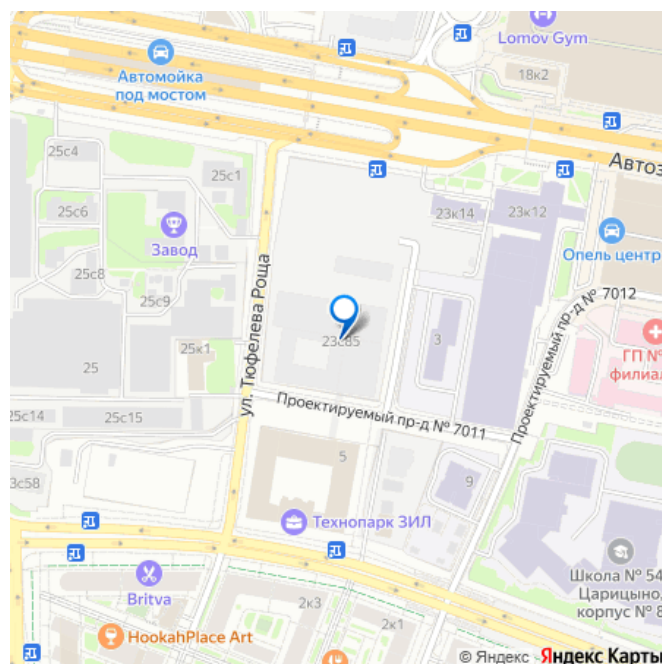 Lomov Gym
Автомойка
под мостом
18к2
25с4
25с1
Автоз
25с6
23к14
23к12
Завод
Опель центр
25с8
25с9
ул. Тюфелева Роща
Проектируемый пр-д № 7012
23с85
3
25к1
25
ГП №
филиал
Проектируемый пр-д № 7011
25с14
25с15
5
9
3с58
Технопарк ЗИЛ
Школа № 54
Царицыно,
корпус № 8
Britva
2к3
HookahPlace Art
2к1
© Яндекс Яндекс Карты